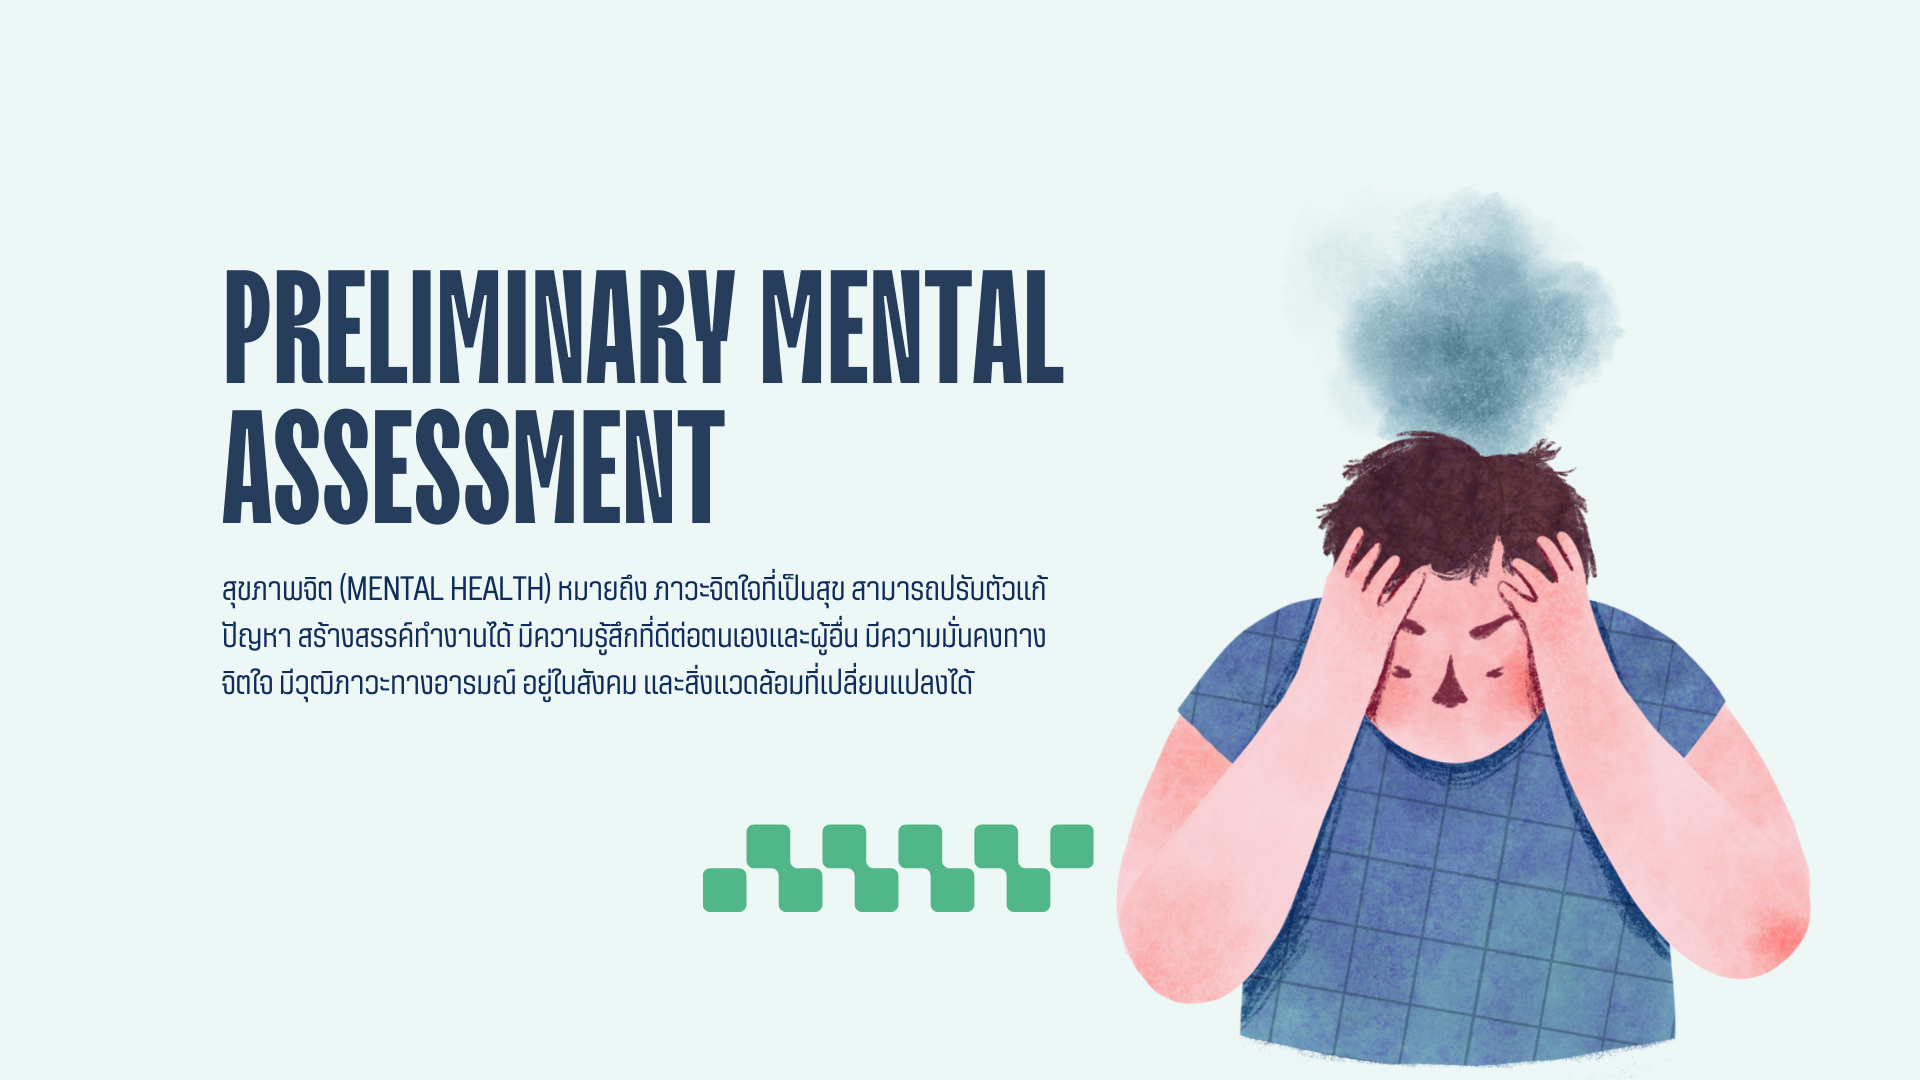 PRELIMINARY MENTAL
ASSESSMENT
สุขภาพจิต (MENTAL HEALTH) หมายถึง ภาวะจิตใจที่เป็นสุข สามารถปรับตัวแก้
ปัญหา สร้างสรรค์ทำงานได้ มีความรู้สึกที่ดีต่อตนเองและผู้อื่น มีความมั่นคงทาง
จิตใจ มีวุฒิภาวะทางอารมณ์ อยู่ในสังคม และสิ่งแวดล้อมที่เปลี่ยนแปลงได้